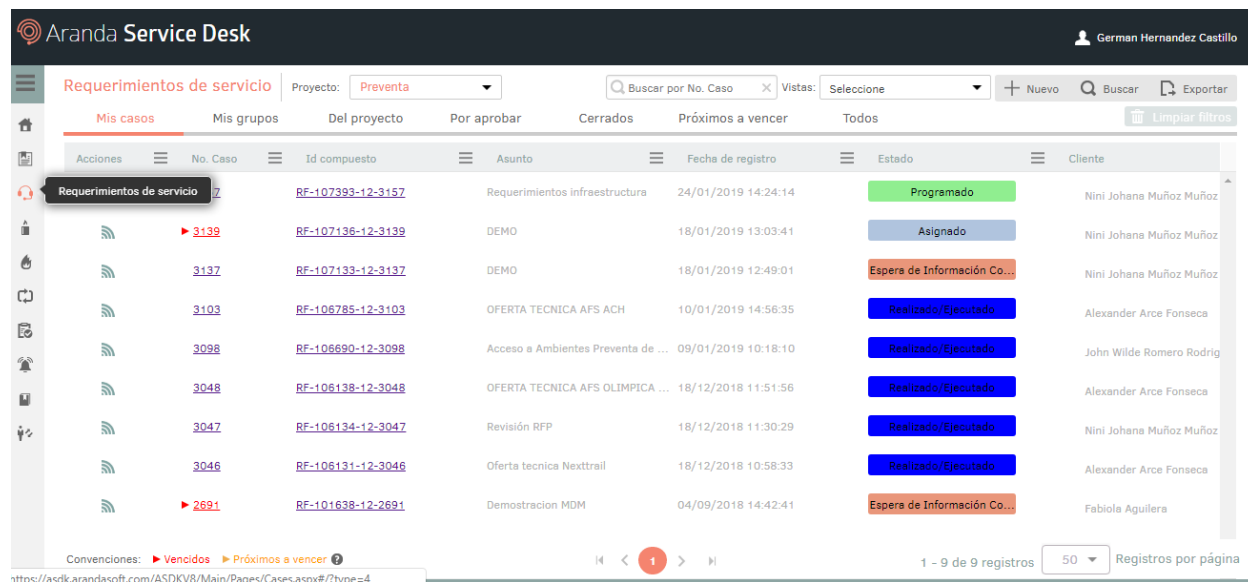 Aranda Service Desk
German Hernandez Castillo
Requerimientos de servicio Proyecto: Preventa Buscar por No. Caso Vistas: Seleccione Nuevo Buscar Exportar
Mis casos Mis grupos Del proyecto Por aprobar Cerrados Próximos a vencer Todos Limpiar filtros
Acciones No. Caso Id compuesto Asunto Fecha de registro Estado Cliente
Requerimientos de servicio 7 RF-107393-12-3157 Requerimientos infraestructura 24/01/2019 14:24:14 Programado Nini Johana Muñoz Muñoz
3139 RF-107136-12-3139 DEMO 18/01/2019 13:03:41 Asignado Nini Johana Muñoz Muñoz
3137 RF-107133-12-3137 DEMO 18/01/2019 12:49:01 Espera de Información Co... Nini Johana Muñoz Muñoz
3103 RF-106785-12-3103 OFERTA TECNICA AFS ACH 10/01/2019 14:56:35 Realizado/Ejecutado Alexander Arce Fonseca
3098 RF-106690-12-3098 Acceso a Ambientes Preventa de ... 09/01/2019 10:18:10 Realizado/Ejecutado John Wilde Romero Rodrig
3048 RF-106138-12-3048 OFERTA TECNICA AFS OLIMPICA ... 18/12/2018 11:51:56 Realizado/Ejecutado Alexander Arce Fonseca
3047 RF-106134-12-3047 Revisión RFP 18/12/2018 11:30:29 Realizado/Ejecutado Nini Johana Muñoz Muñoz
3046 RF-106131-12-3046 Oferta tecnica Nexttrail 18/12/2018 10:58:33 Realizado/Ejecutado Alexander Arce Fonseca
2691 RF-101638-12-2691 Demostracion MDM 04/09/2018 14:42:41 Espera de Información Co... Fabiola Aguilera
Convenciones: Vencidos Próximos a vencer ? 1 1 - 9 de 9 registros 50 Registros por página
https://asdk.arandasoft.com/ASDKV8/Main/Pages/Cases.aspx#/?type=4